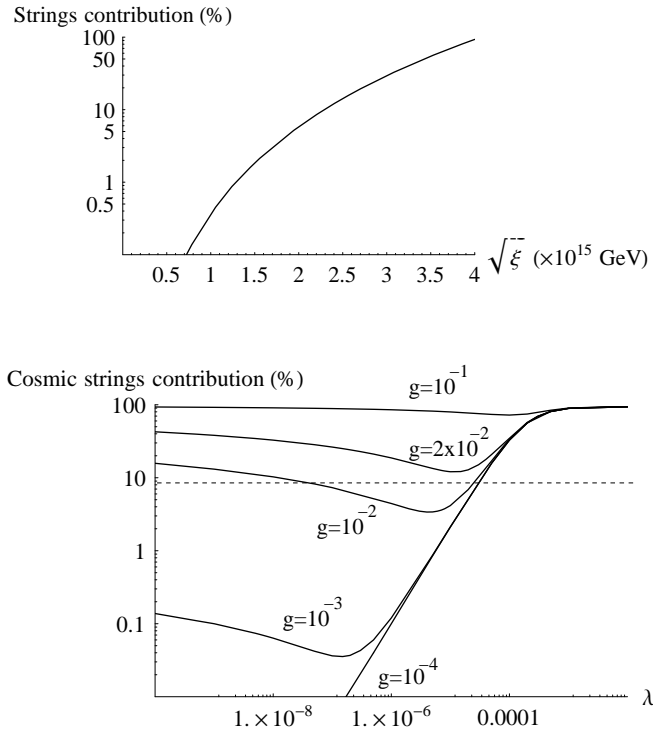 Strings contribution (%)
100
50
10
5
1
0.5
0.5 1 1.5 2 2.5 3 3.5 4
√ξ (×10^15 GeV)
Cosmic strings contribution (%)
100
10
1
0.1
g=10^−1
g=2x10^−2
g=10^−2
g=10^−3
g=10^−4
λ
1. × 10^−8 1. × 10^−6 0.0001